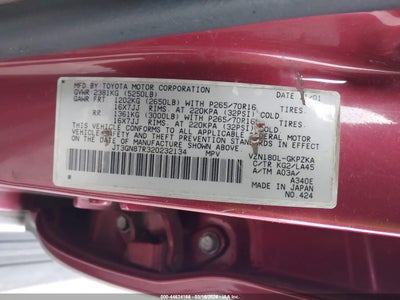 MFD. BY TOYOTA MOTOR CORPORATION
GVWR 2381KG (5250LB)
GAWR FRT 1202KG (2650LB) WITH P265/70R16 TIRES,
16X7JJ RIMS, AT 220KPA (32PSI) COLD
RR 1361KG (3000LB) WITH P265/70R16 TIRES,
16X7JJ RIMS, AT 220KPA (32PSI) COLD
THIS VEHICLE CONFORMS TO ALL APPLICABLE FEDERAL MOTOR
VEHICLE SAFETY AND THEFT PREVENTION STANDARDS IN EFFECT ON THE
DATE OF MANUFACTURE SHOWN ABOVE.
JT3GN87R320232134 MPV
VZN180L-GKPZKA
C/TR KG2/LA45
A/TM A03A/
A340E
MADE IN JAPAN
NO.424